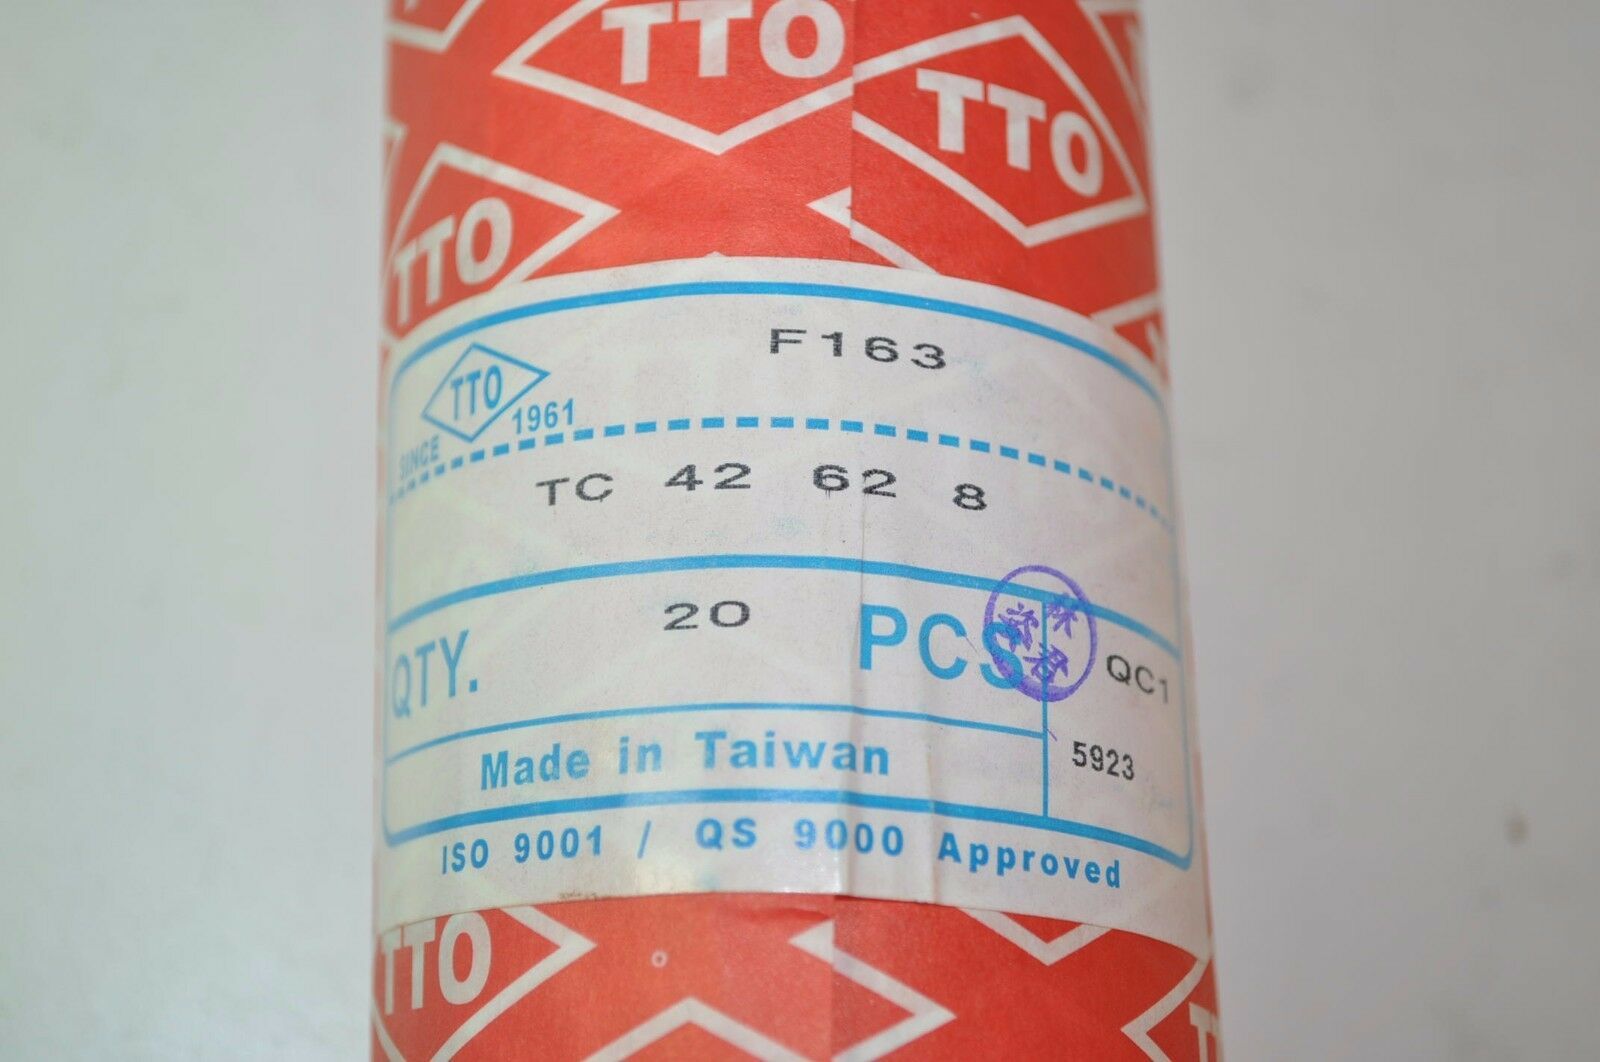 TTO
TTO
TTO
F163
TTO
SINCE 1961
TC 42 62 8
QTY. 20 PCS
QC1
Made in Taiwan
5923
ISO 9001 / QS 9000 Approved
TTO